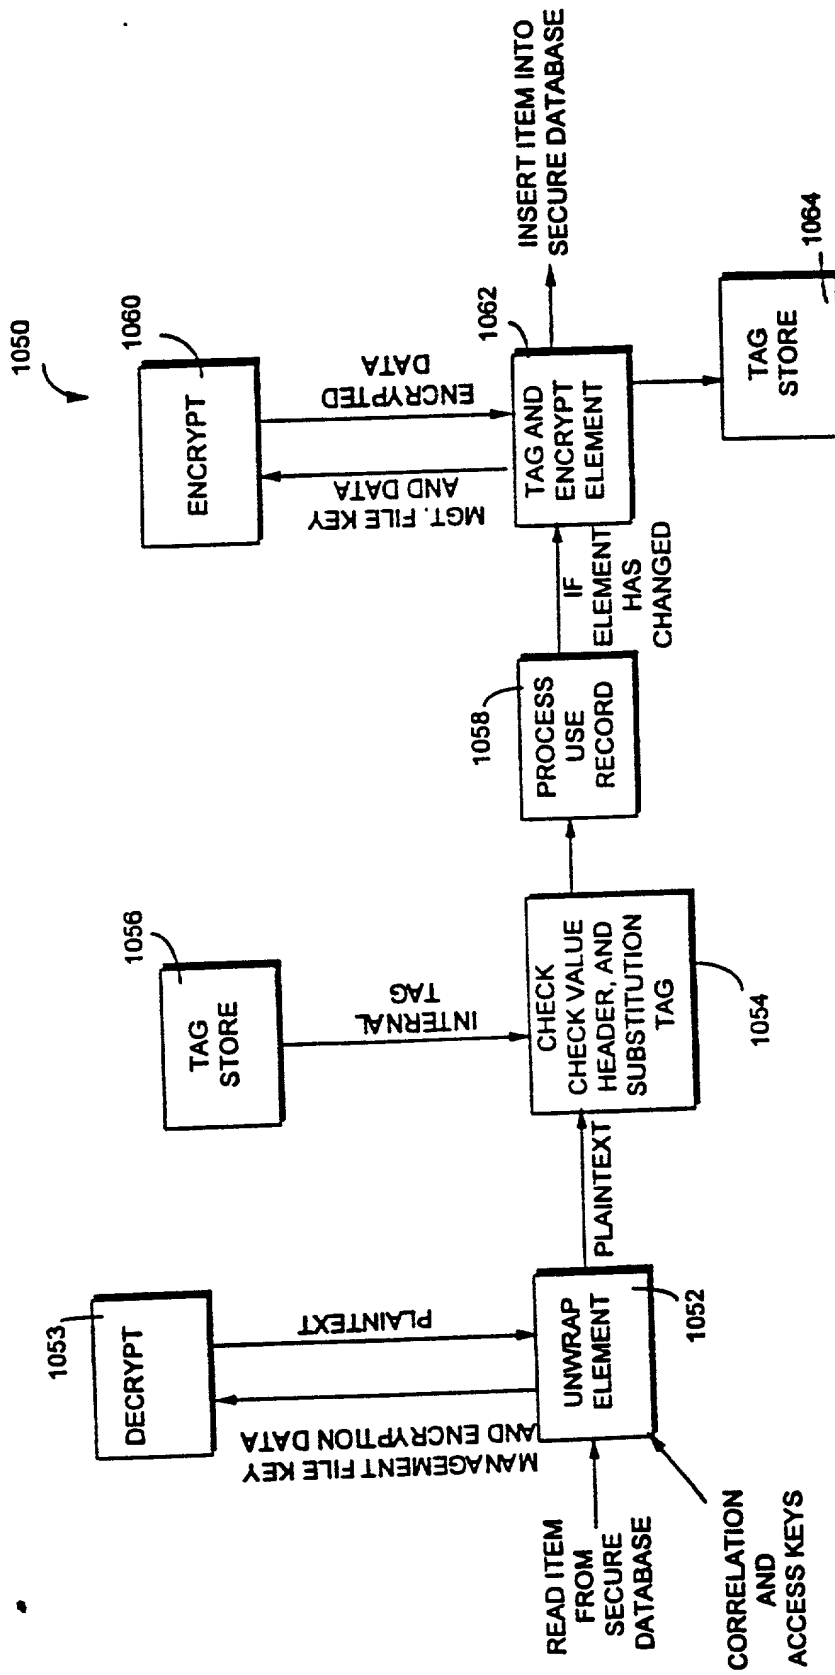 1050
1053
DECRYPT
MANAGEMENT FILE KEY
AND ENCRYPTION DATA
PLAINTEXT
READ ITEM
FROM
SECURE
DATABASE
CORRELATION
AND
ACCESS KEYS
UNWRAP
ELEMENT
1052
PLAINTEXT
1056
TAG
STORE
INTERNAL
TAG
CHECK
CHECK VALUE
HEADER, AND
SUBSTITUTION
TAG
1054
1058
PROCESS
USE
RECORD
IF
ELEMENT
HAS
CHANGED
1060
ENCRYPT
MGT. FILE KEY
AND DATA
ENCRYPTED
DATA
1062
TAG AND
ENCRYPT
ELEMENT
INSERT ITEM INTO
SECURE DATABASE
TAG
STORE
1064